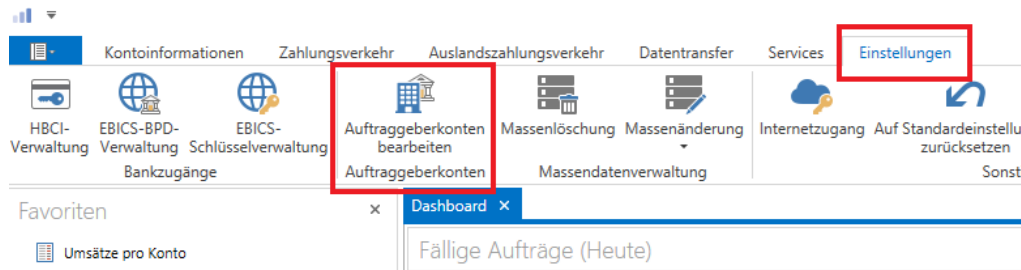 Kontoinformationen Zahlungsverkehr Auslandszahlungsverkehr Datentransfer Services Einstellungen
HBCI- EBICS-BPD- EBICS- Auftraggeberkonten Massenlöschung Massenänderung Internetzugang Auf Standardeinstellu
Verwaltung Verwaltung Schlüsselverwaltung bearbeiten zurücksetzen
Bankzugänge Auftraggeberkonten Massendatenverwaltung Sonst
Favoriten × Dashboard ×
Umsätze pro Konto Fällige Aufträge (Heute)